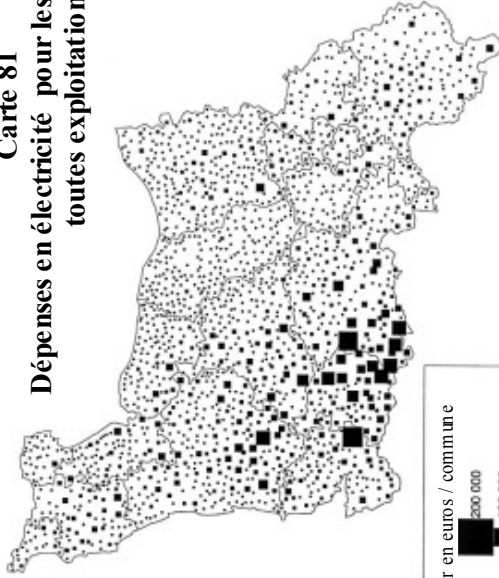 Carte 81
Dépenses en électricité pour les
toutes exploitation
r en euros / commune
200 000